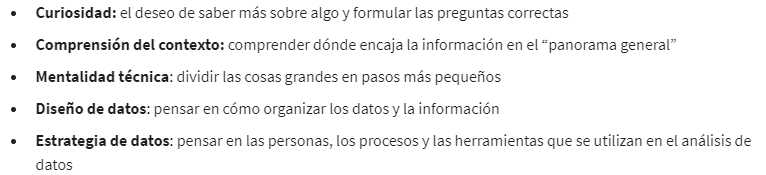 • Curiosidad: el deseo de saber más sobre algo y formular las preguntas correctas
• Comprensión del contexto: comprender dónde encaja la información en el “panorama general”
• Mentalidad técnica: dividir las cosas grandes en pasos más pequeños
• Diseño de datos: pensar en cómo organizar los datos y la información
• Estrategia de datos: pensar en las personas, los procesos y las herramientas que se utilizan en el análisis de
datos